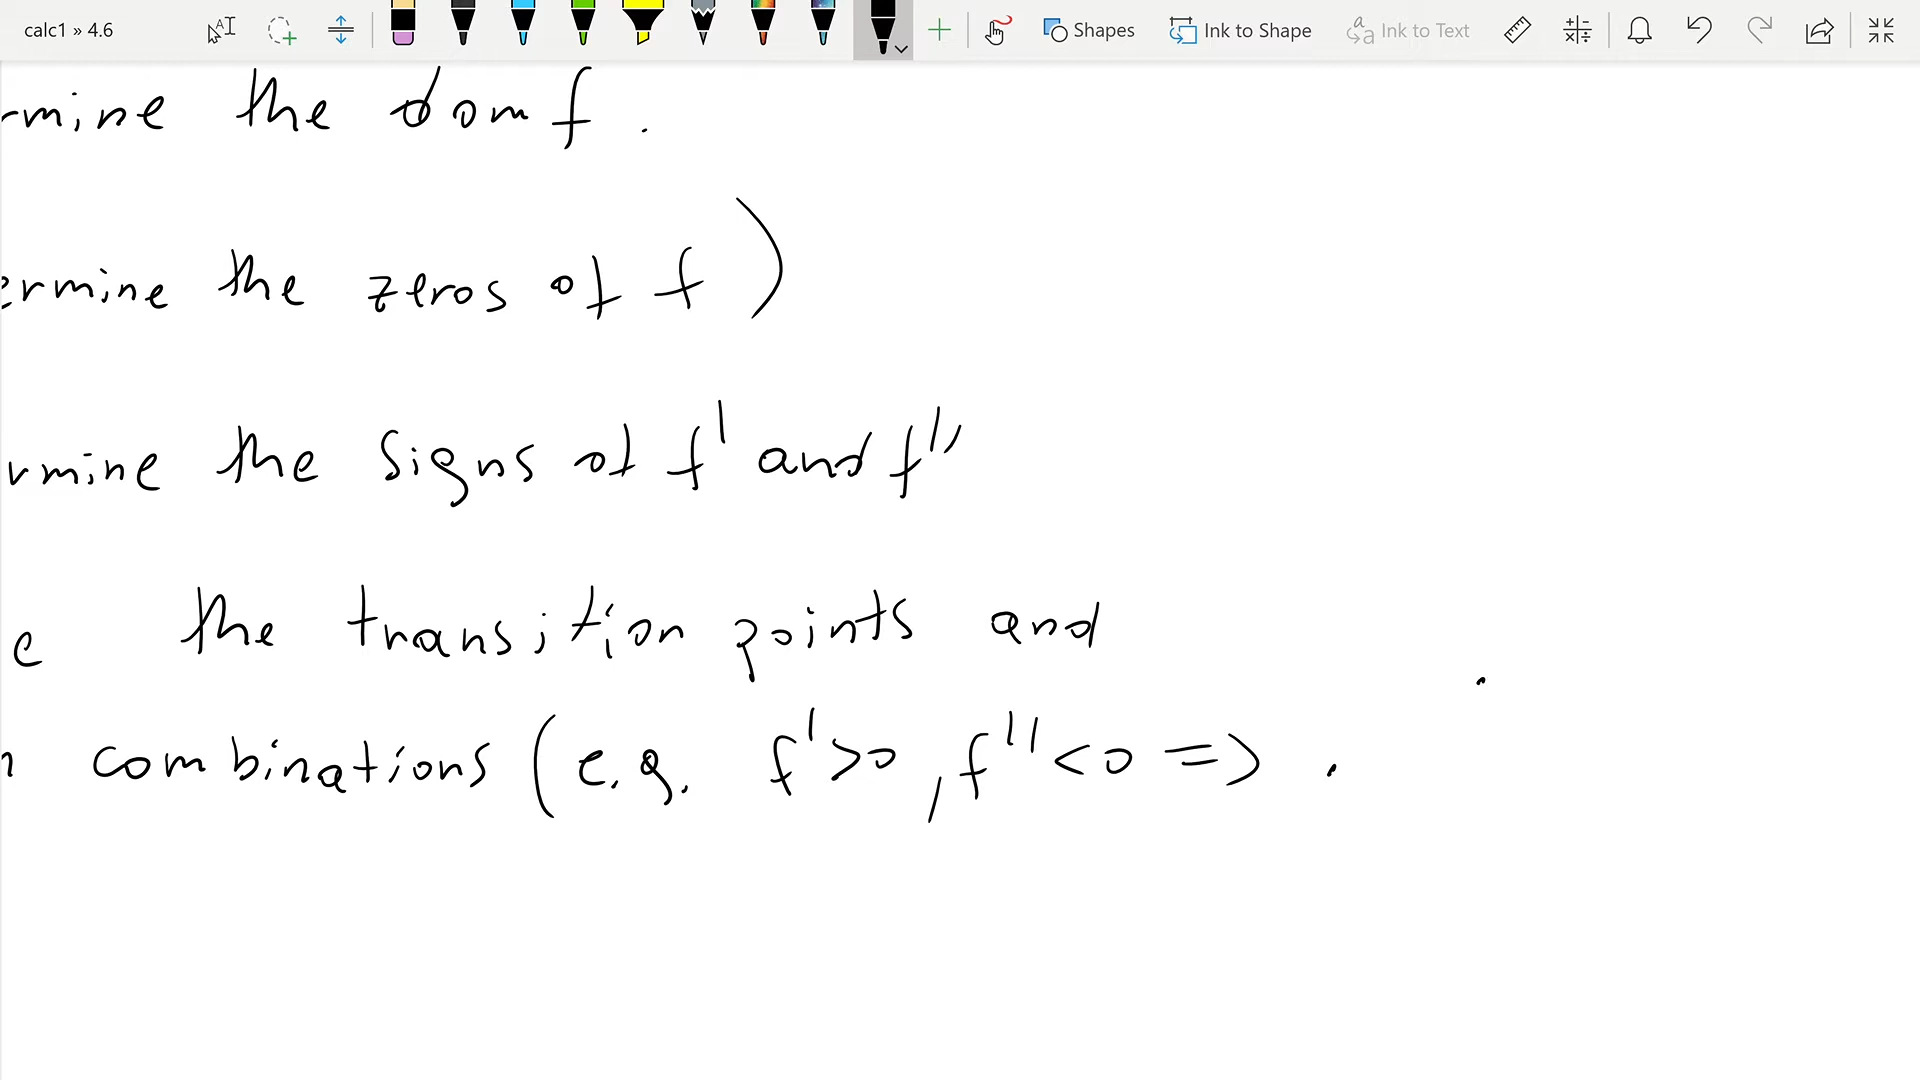 calc1 » 4.6 Shapes Ink to Shape Ink to Text
rmine the dom f.
ermine the zeros of f )
rmine the signs of f' and f''
e the transition points and
n combinations (e.g. f'>0, f''<0 => .